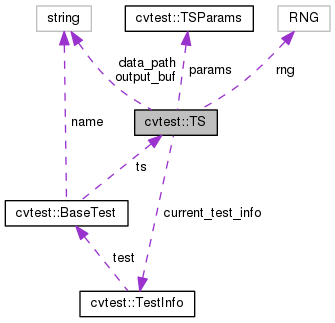 string
cvtest::TSParams
RNG
data_path
output_buf
params
rng
cvtest::TS
name
ts
cvtest::BaseTest
current_test_info
test
cvtest::TestInfo